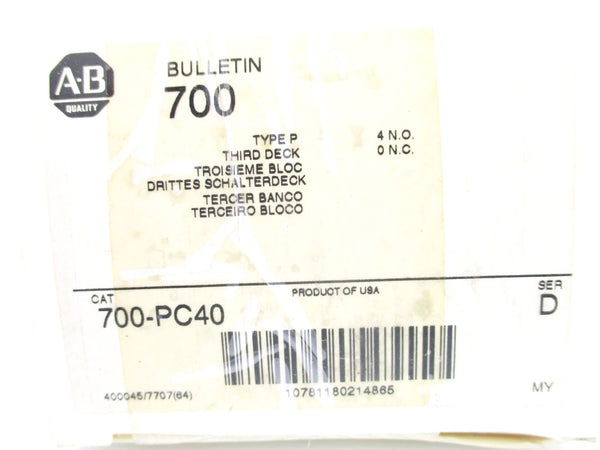 A-B
QUALITY
BULLETIN
700
TYPE P 4 N.O.
THIRD DECK 0 N.C.
TROISIEME BLOC
DRITTES SCHALTERDECK
TERCER BANCO
TERCEIRO BLOCO
CAT PRODUCT OF USA SER
700-PC40 D
400045/7707(64) 10781180214865 MY